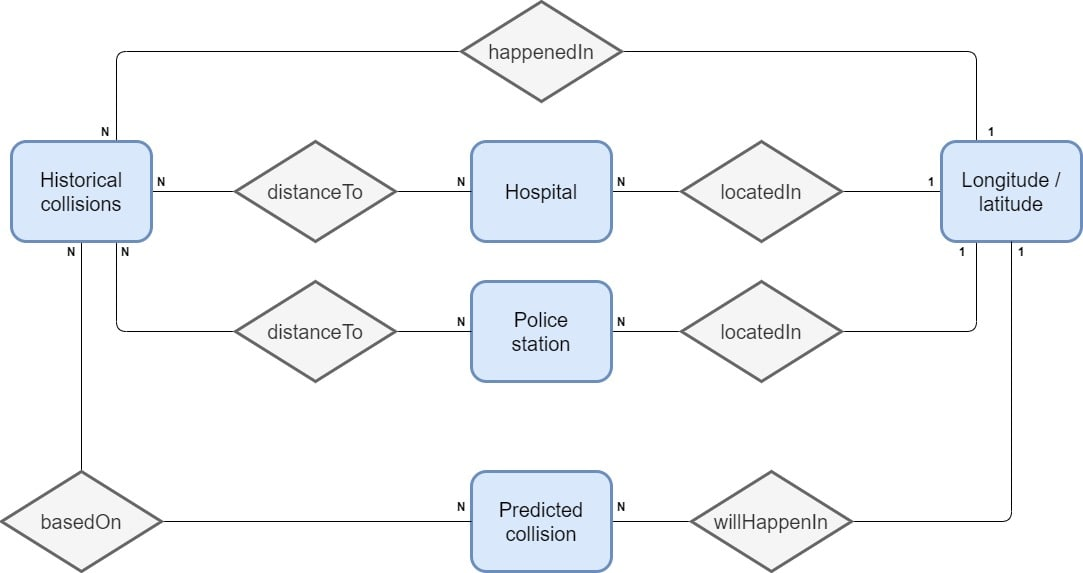 happenedIn
N
1
Historical
collisions
N
distanceTo
N
Hospital
N
locatedIn
1
Longitude /
latitude
N
N
1
1
distanceTo
N
Police
station
N
locatedIn
basedOn
N
Predicted
collision
N
willHappenIn